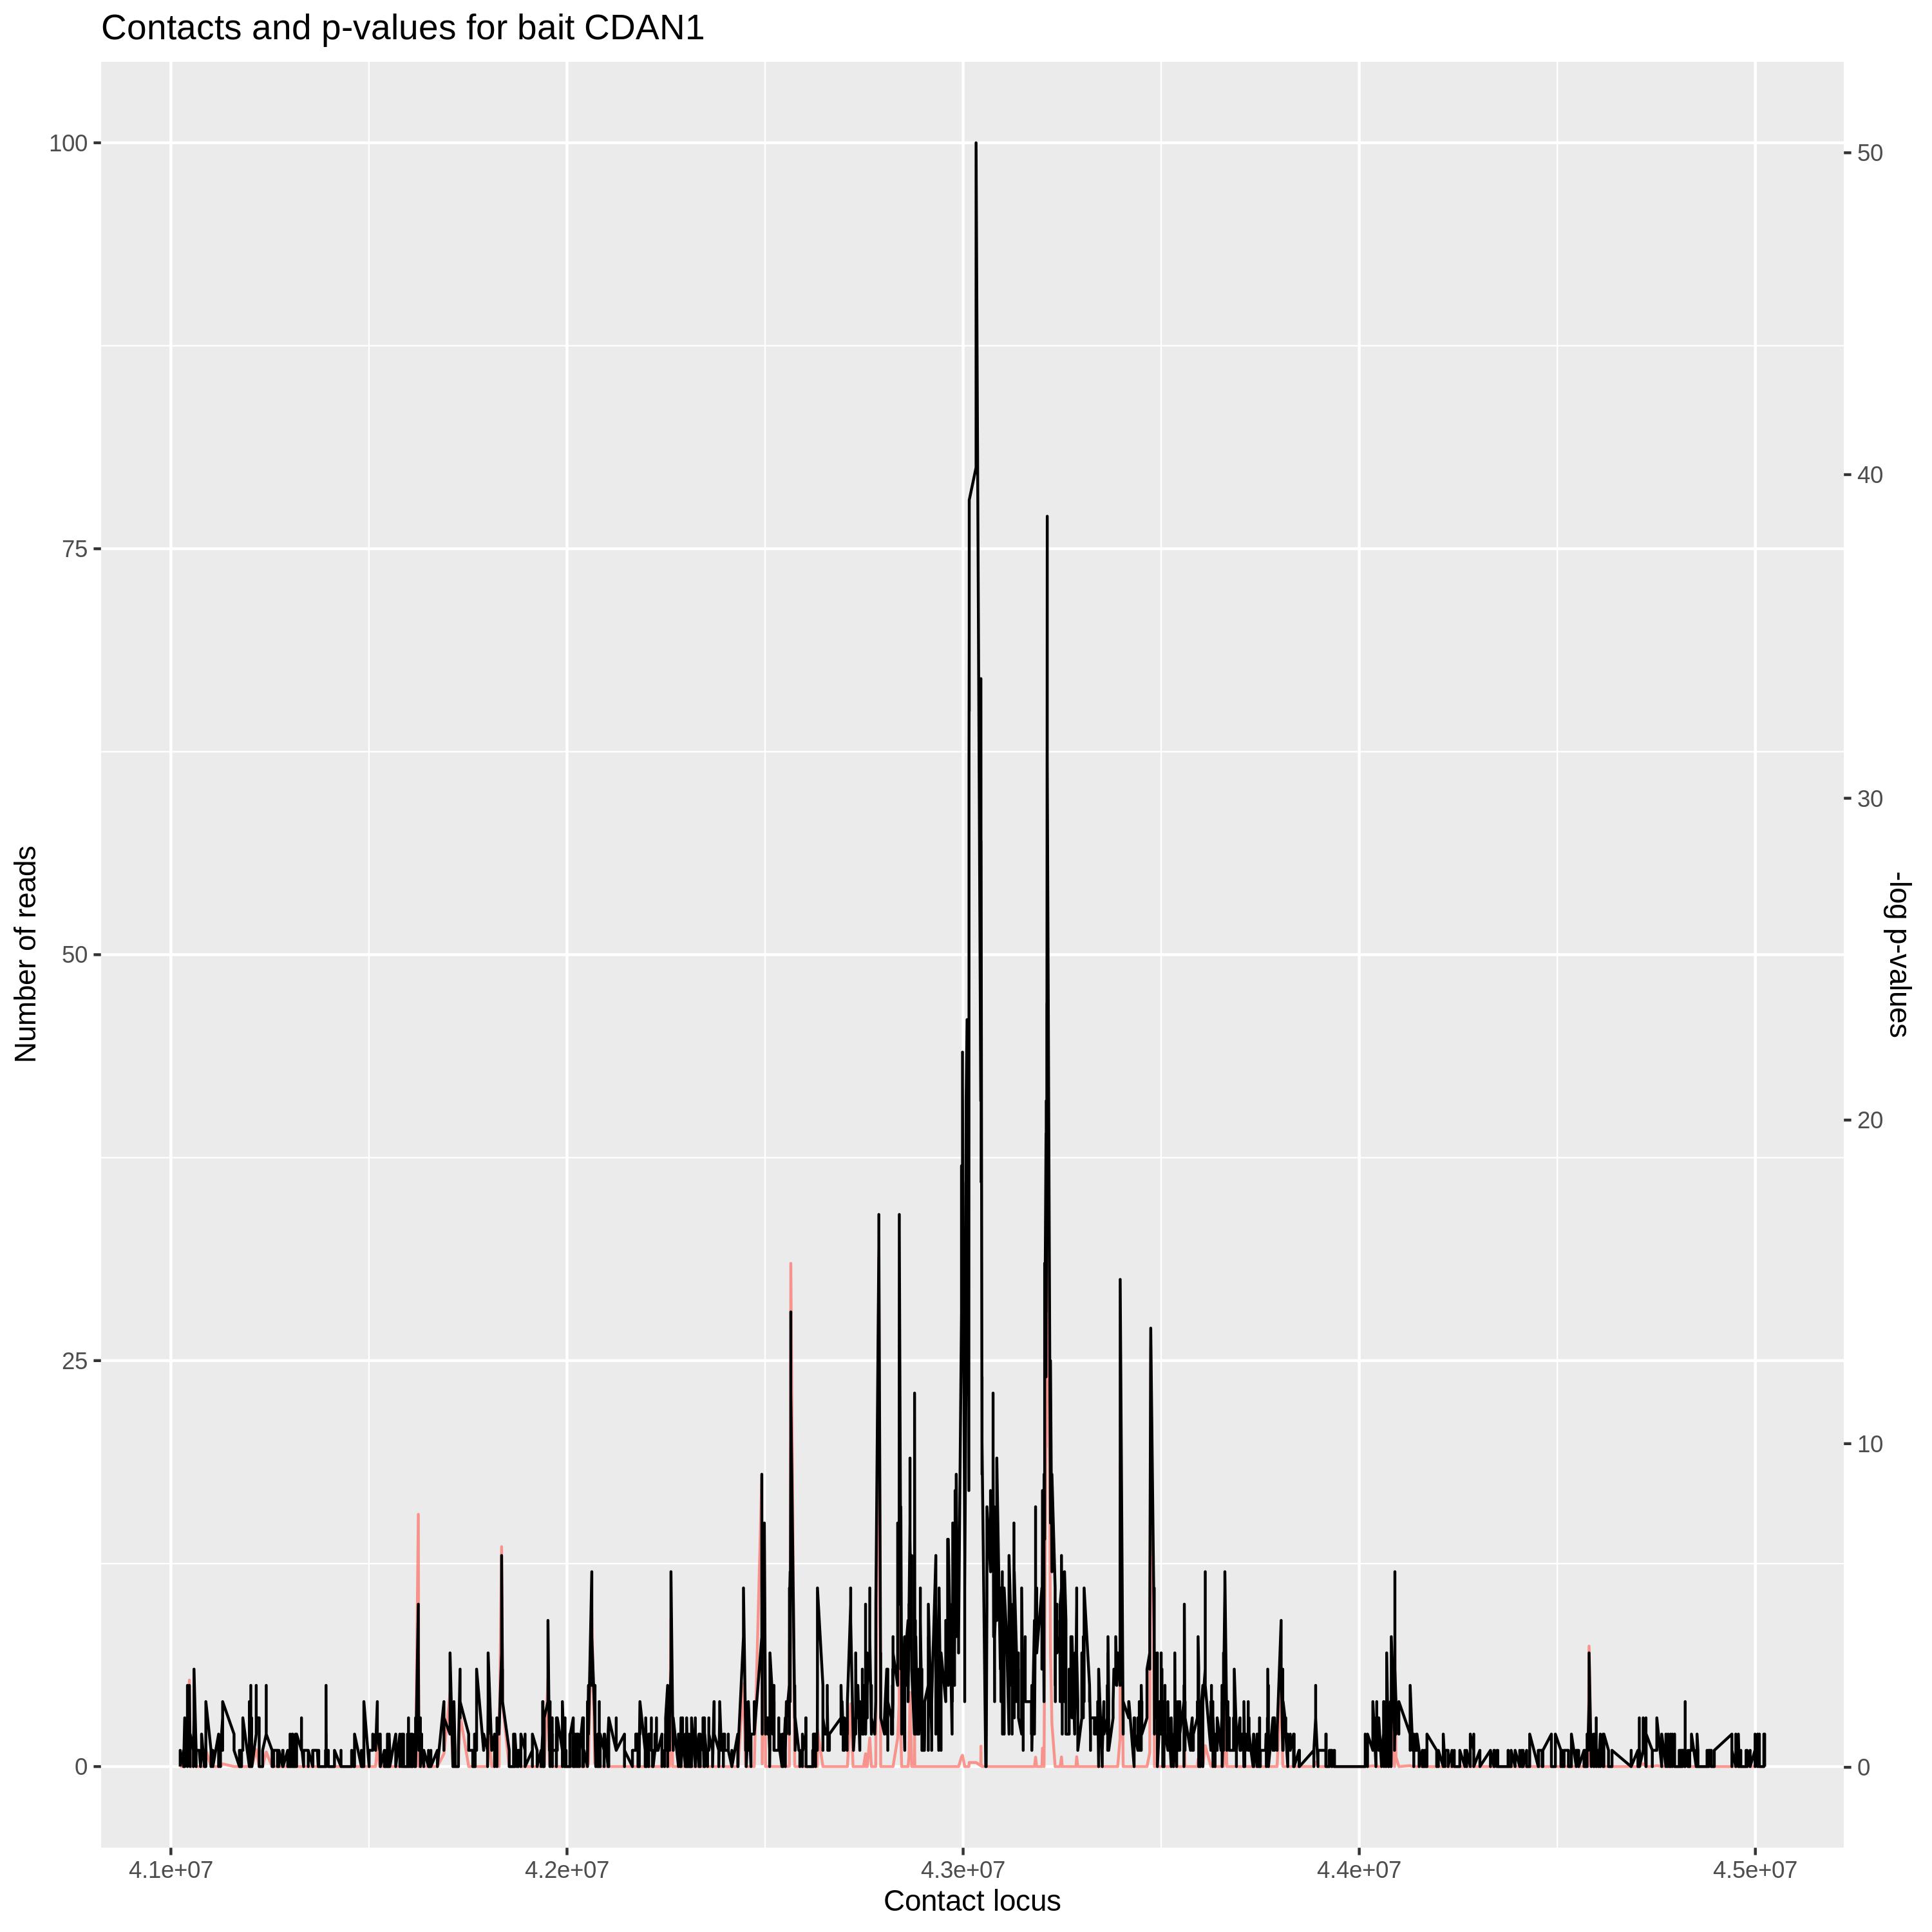 Contacts and p-values for bait CDAN1
100
75
50
25
0
Number of reads
50
40
30
20
10
0
-log p-values
4.1e+07
4.2e+07
4.3e+07
4.4e+07
4.5e+07
Contact locus